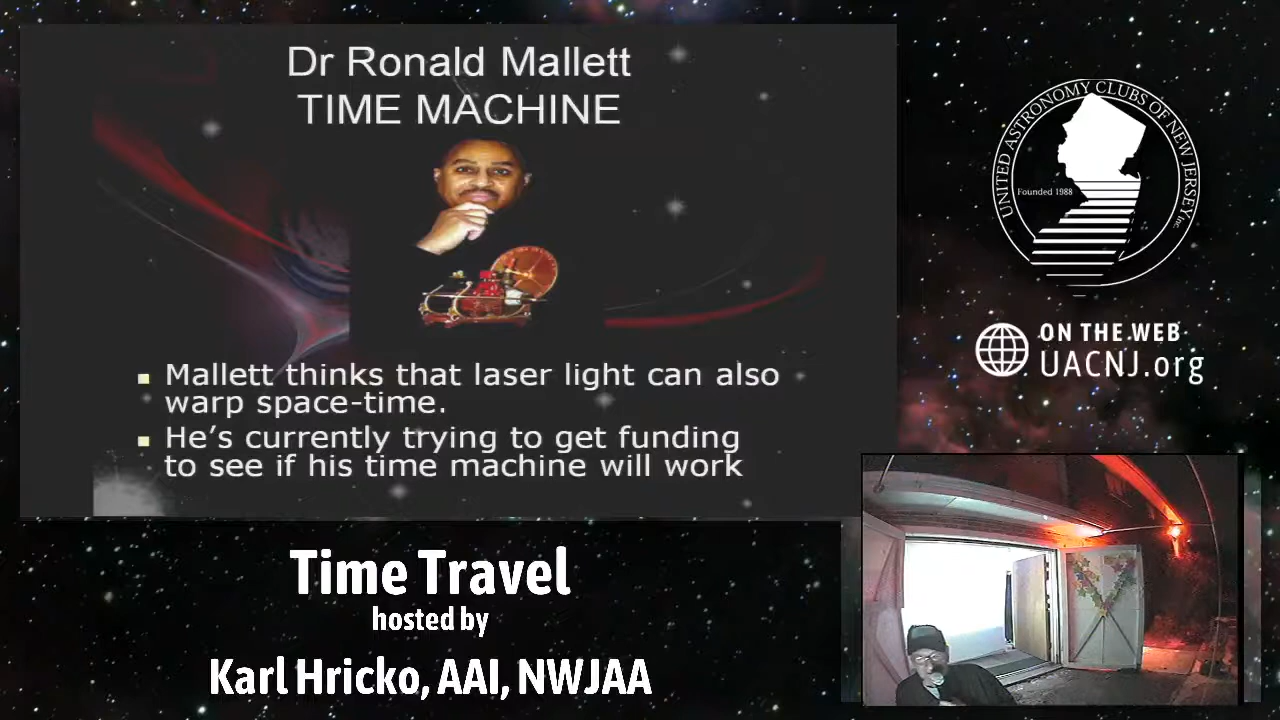 Dr Ronald Mallett
TIME MACHINE
Mallett thinks that laser light can also
warp space-time.
He's currently trying to get funding
to see if his time machine will work
UNITED ASTRONOMY CLUBS OF NEW JERSEY Inc.
Founded 1988
ON THE WEB
UACNJ.org
Time Travel
hosted by
Karl Hricko, AAI, NWJAA